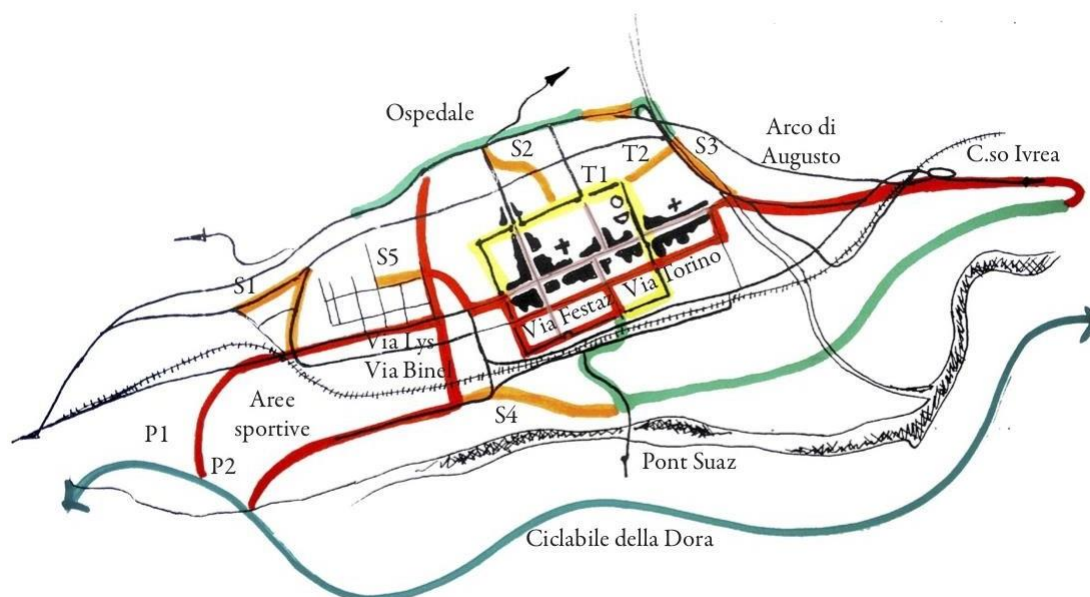 Ospedale
Arco di
Augusto
C.so Ivrea
S2
T2
S3
T1
S5
S1
Via Torino
Via Festaz
Via Lys
Via Binel
Aree
sportive
S4
P1
P2
Pont Suaz
Ciclabile della Dora